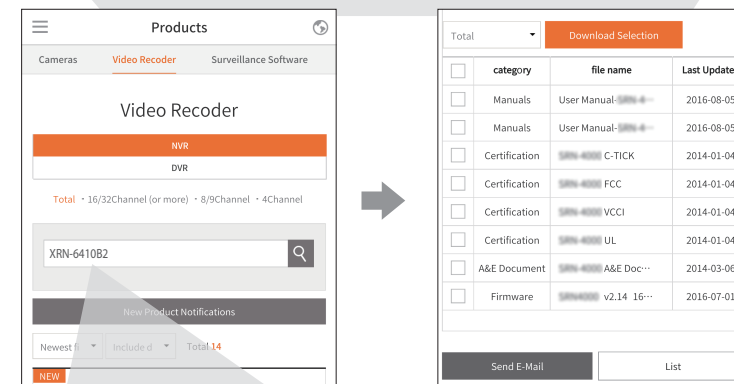 Products
Cameras Video Recoder Surveillance Software
Video Recoder
NVR
DVR
Total • 16/32Channel (or more) • 8/9Channel • 4Channel
XRN-6410B2
New Product Notifications
Newest fi Include d Total 14
NEW
Total Download Selection
category file name Last Update
Manuals User Manual- 2016-08-05
Manuals User Manual- 2016-08-05
Certification C-TICK 2014-01-04
Certification FCC 2014-01-04
Certification VCCI 2014-01-04
Certification UL 2014-01-04
A&E Document A&E Doc··· 2014-03-06
Firmware v2.14 16··· 2016-07-01
Send E-Mail List